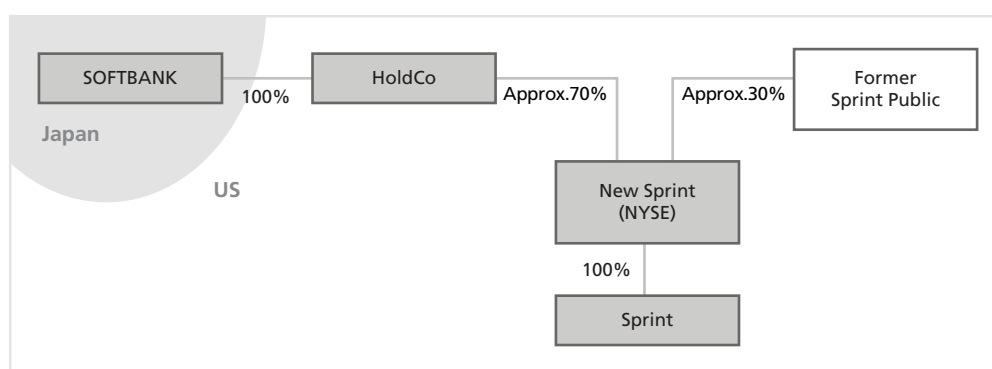 SOFTBANK
100%
HoldCo
Approx.70%
Approx.30%
Former
Sprint Public
Japan
US
New Sprint
(NYSE)
100%
Sprint